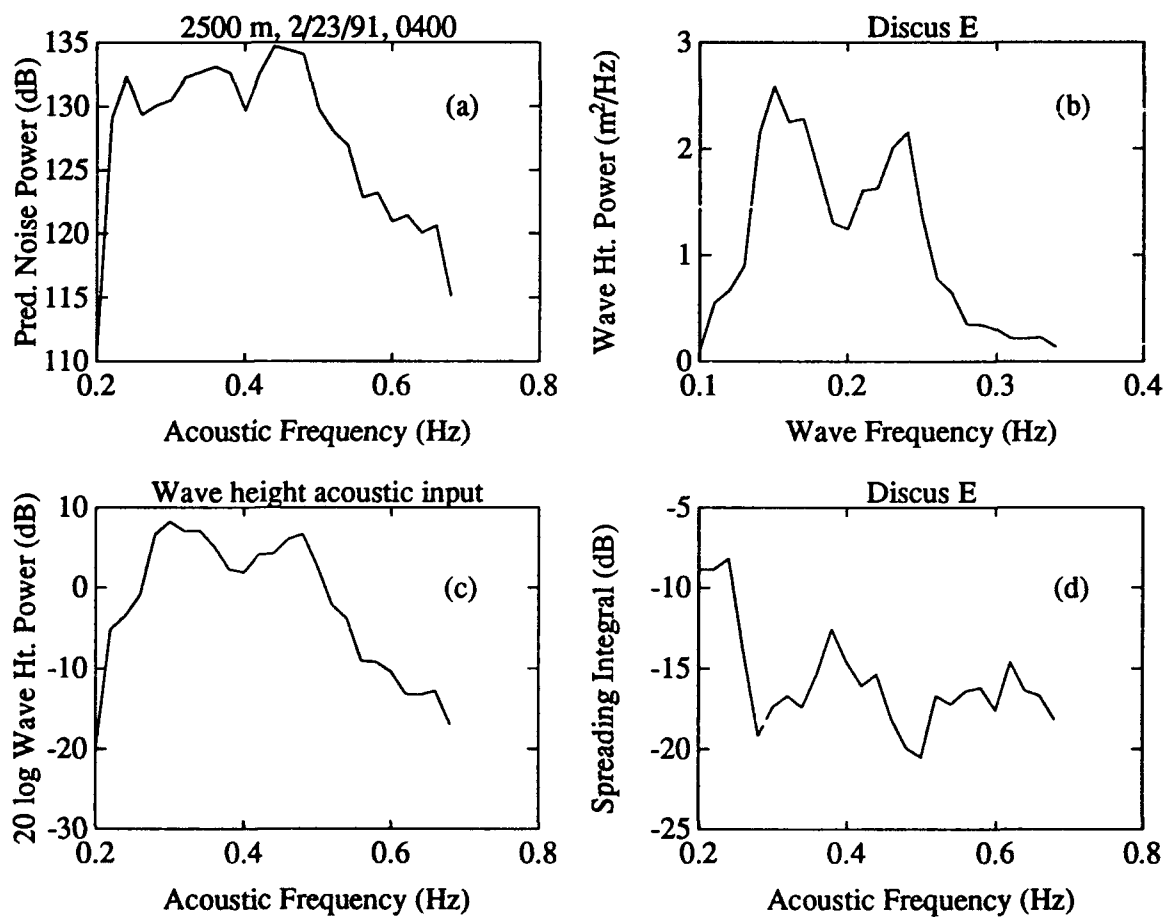 2500 m, 2/23/91, 0400
Pred. Noise Power (dB)
135
130
125
120
115
110
(a)
0.2
0.4
0.6
0.8
Acoustic Frequency (Hz)
Discus E
Wave Ht. Power (m²/Hz)
3
2
1
0
(b)
0.1
0.2
0.3
0.4
Wave Frequency (Hz)
Wave height acoustic input
20 log Wave Ht. Power (dB)
10
0
-10
-20
-30
(c)
0.2
0.4
0.6
0.8
Acoustic Frequency (Hz)
Discus E
Spreading Integral (dB)
-5
-10
-15
-20
-25
(d)
0.2
0.4
0.6
0.8
Acoustic Frequency (Hz)